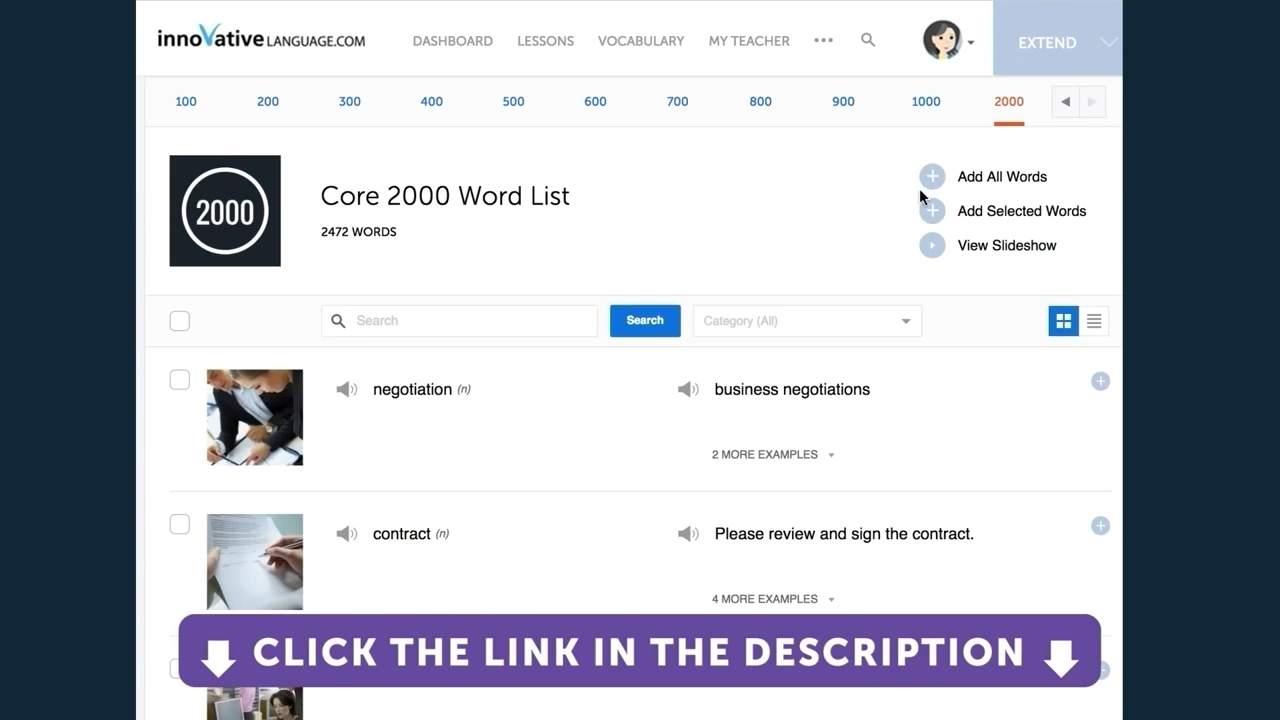 innoVative LANGUAGE.COM
DASHBOARD LESSONS VOCABULARY MY TEACHER ••• EXTEND
100 200 300 400 500 600 700 800 900 1000 2000
2000
Core 2000 Word List
2472 WORDS
Add All Words
Add Selected Words
View Slideshow
Search Search Category (All)
negotiation (n) business negotiations
2 MORE EXAMPLES
contract (n) Please review and sign the contract.
4 MORE EXAMPLES
CLICK THE LINK IN THE DESCRIPTION